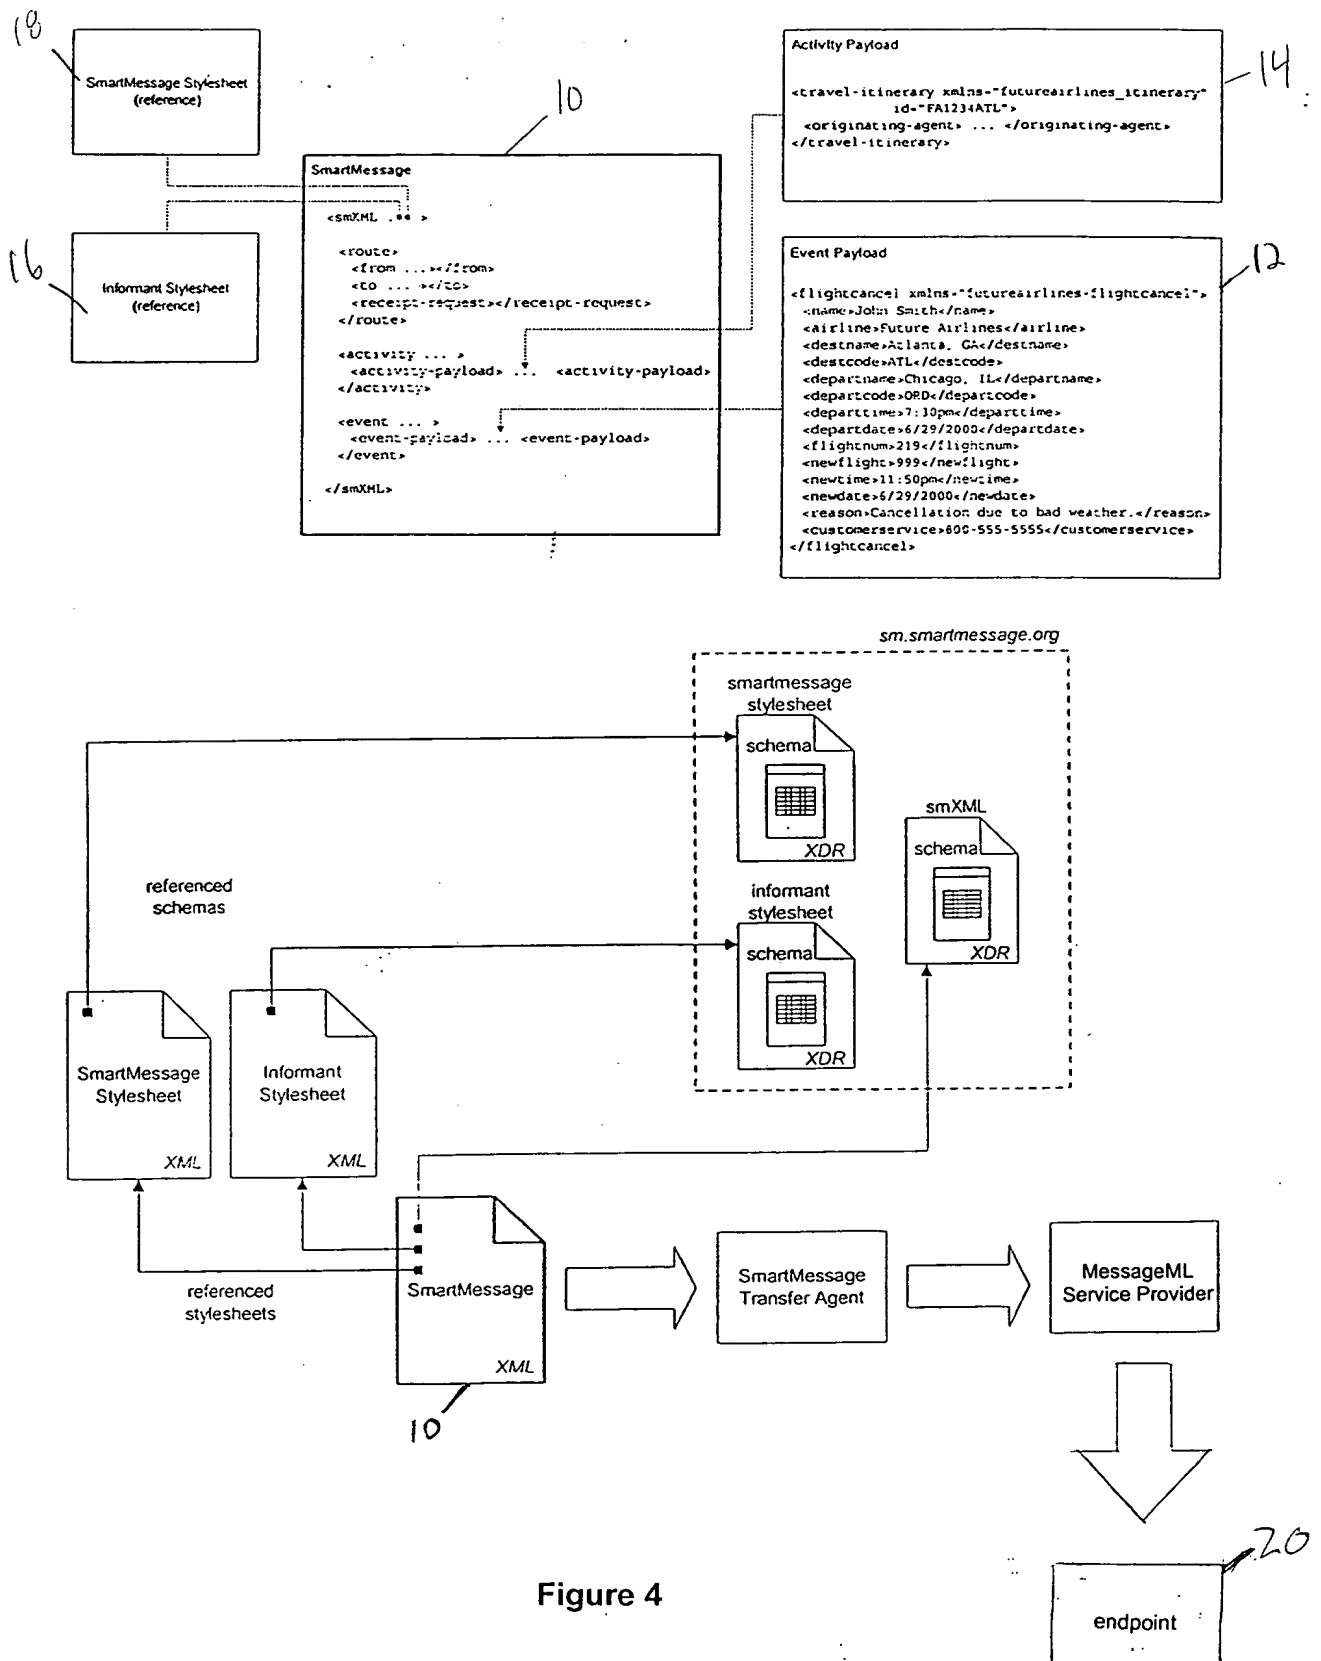 18
SmartMessage Stylesheet
(reference)
16
Informant Stylesheet
(reference)
10
SmartMessage
<smXML ... >
<route>
<from ...></from>
<to ... ></to>
<receipt-request></receipt-request>
</route>
<activity ... >
<activity-payload> ... <activity-payload>
</activity>
<event ... >
<event-payload> ... <event-payload>
</event>
</smXML>
14
Activity Payload
<travel-itinerary xmlns="futureairlines_itinerary"
id="FA1234ATL">
<originating-agent> ... </originating-agent>
</travel-itinerary>
12
Event Payload
<flightcancel xmlns="futureairlines-flightcancel">
<name>John Smith</name>
<airline>Future Airlines</airline>
<destname>Atlanta, GA</destname>
<destcode>ATL</destcode>
<departname>Chicago, IL</departname>
<departcode>ORD</departcode>
<departtime>7:30pm</departtime>
<departdate>6/29/2000</departdate>
<flightnum>219</flightnum>
<newflight>999</newflight>
<newtime>11:50pm</newtime>
<newdate>6/29/2000</newdate>
<reason>Cancellation due to bad weather.</reason>
<customerservice>800-555-5555</customerservice>
</flightcancel>
sm.smartmessage.org
smartmessage
stylesheet
schema
XDR
smXML
schema
XDR
informant
stylesheet
schema
XDR
referenced
schemas
SmartMessage
Stylesheet
XML
Informant
Stylesheet
XML
referenced
stylesheets
SmartMessage
XML
10
SmartMessage
Transfer Agent
MessageML
Service Provider
20
endpoint
Figure 4